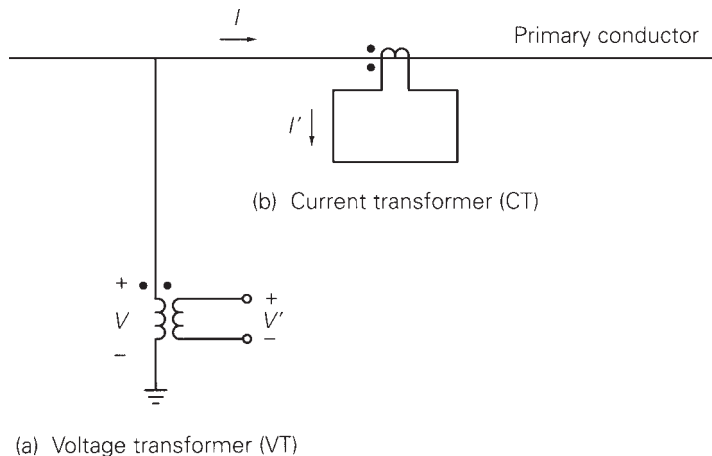 I
Primary conductor
I'
(b) Current transformer (CT)
+
V
–
+
V'
–
(a) Voltage transformer (VT)